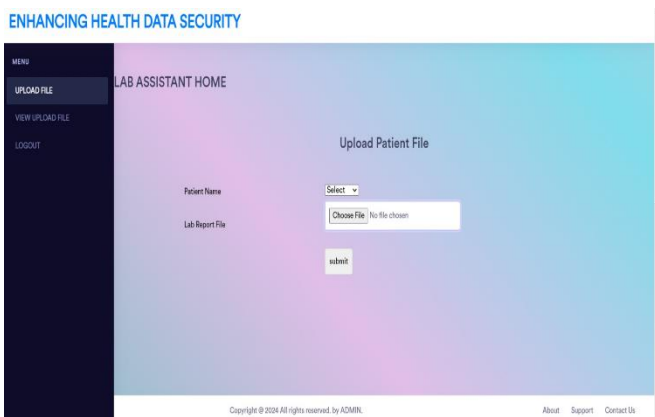 ENHANCING HEALTH DATA SECURITY
MENU
UPLOAD FILE
VIEW UPLOAD FILE
LOGOUT
LAB ASSISTANT HOME
Upload Patient File
Patient Name
Select
Lab Report File
Choose File No file chosen
submit
Copyright @ 2024 All rights reserved. by ADMIN.
About Support Contact Us